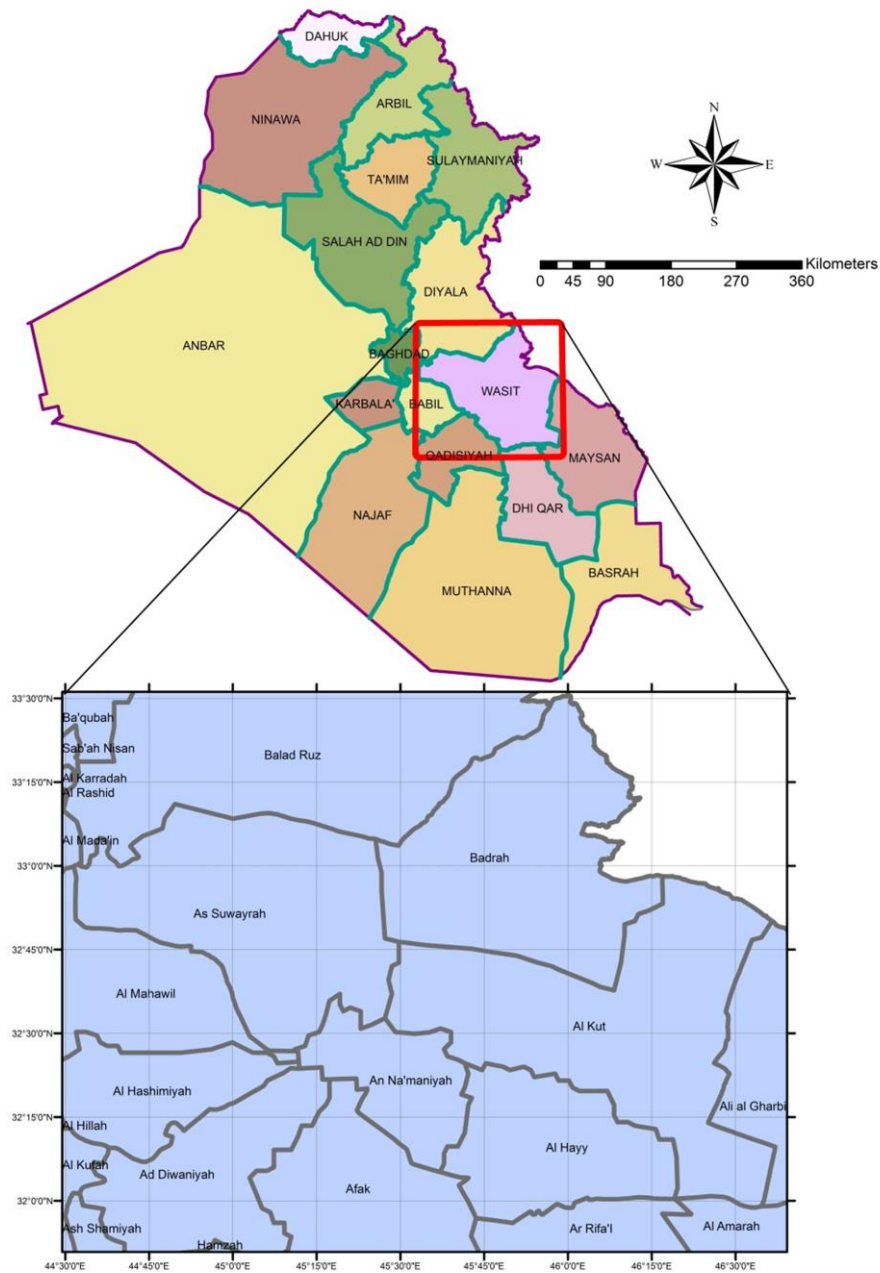 DAHUK
NINAWA
ARBIL
TA'MIM
SULAYMANIYAH
SALAH AD DIN
DIYALA
ANBAR
BAGHDAD
WASIT
KARBALA'
BABIL
QADISIYAH
MAYSAN
NAJAF
DHI QAR
MUTHANNA
BASRAH
N
W E
S
Kilometers
0 45 90 180 270 360
33°30'0"N
33°15'0"N
33°0'0"N
32°45'0"N
32°30'0"N
32°15'0"N
32°0'0"N
Ba'qubah
Sab'ah Nisan
Balad Ruz
Al Karradah
Al Rashid
Al Mada'in
Badrah
As Suwayrah
Al Mahawil
Al Kut
Al Hashimiyah
An Na'maniyah
Ali al Gharbi
Al Hillah
Al Hayy
Al Kufah
Ad Diwaniyah
Afak
Ash Shamiyah
Hamzah
Ar Rifa'I
Al Amarah
44°30'0"E 44°45'0"E 45°0'0"E 45°15'0"E 45°30'0"E 45°45'0"E 46°0'0"E 46°15'0"E 46°30'0"E